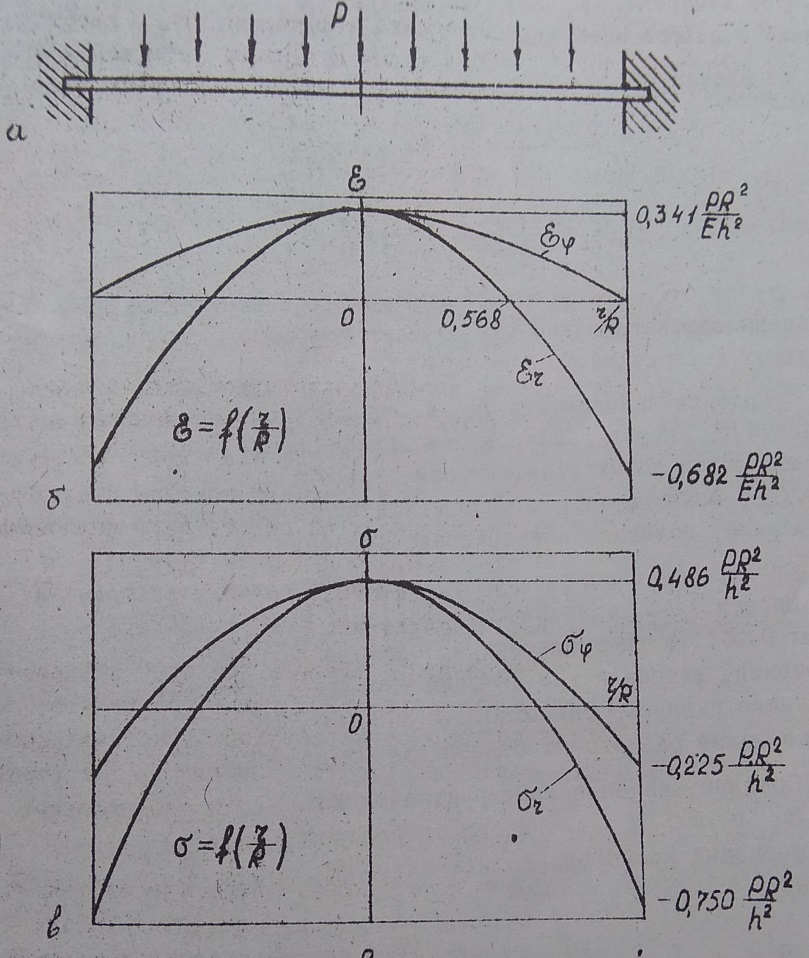 p
а
ε
0,341 pR²/Eh²
εφ
0 0,568 r/R
εr
ε=f(r/R)
-0,682 pR²/Eh²
б
σ
0,486 pR²/h²
σφ
r/R
0
-0,225 pR²/h²
σr
σ=f(r/R)
-0,750 pR²/h²
в